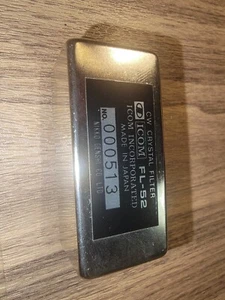 CW CRYSTAL FILTER
ICOM FL-52
ICOM INCORPORATED
MADE IN JAPAN
NO. 000513